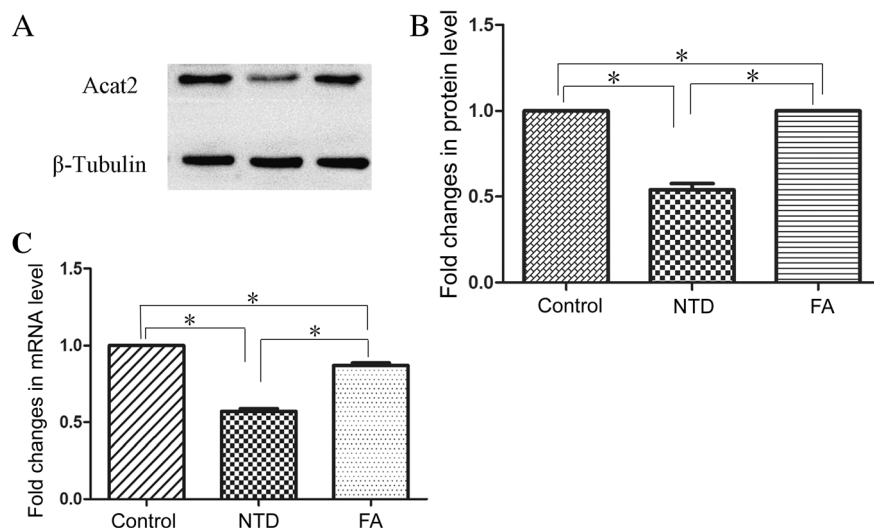 A
Acat2
β-Tubulin
B
Fold changes in protein level
1.5
1.0
0.5
0.0
*
*
*
Control NTD FA
C
Fold changes in mRNA level
1.5
1.0
0.5
0.0
*
*
*
Control NTD FA